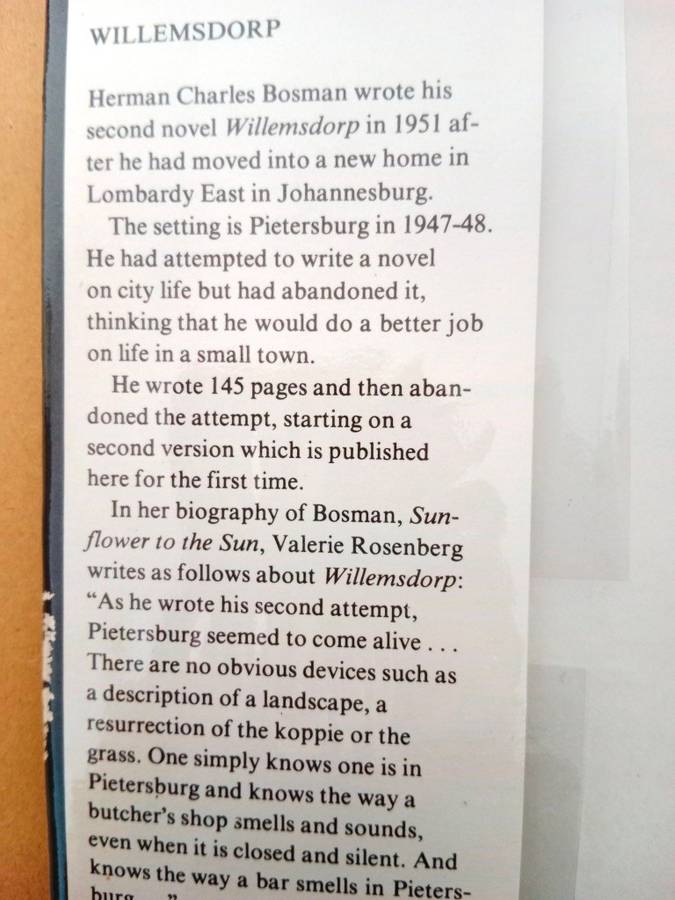 WILLEMSDORP
Herman Charles Bosman wrote his
second novel Willemsdorp in 1951 af-
ter he had moved into a new home in
Lombardy East in Johannesburg.
The setting is Pietersburg in 1947-48.
He had attempted to write a novel
on city life but had abandoned it,
thinking that he would do a better job
on life in a small town.
He wrote 145 pages and then aban-
doned the attempt, starting on a
second version which is published
here for the first time.
In her biography of Bosman, Sun-
flower to the Sun, Valerie Rosenberg
writes as follows about Willemsdorp:
“As he wrote his second attempt,
Pietersburg seemed to come alive . . .
There are no obvious devices such as
a description of a landscape, a
resurrection of the koppie or the
grass. One simply knows one is in
Pietersburg and knows the way a
butcher's shop smells and sounds,
even when it is closed and silent. And
knows the way a bar smells in Pieters-
burg . . .”